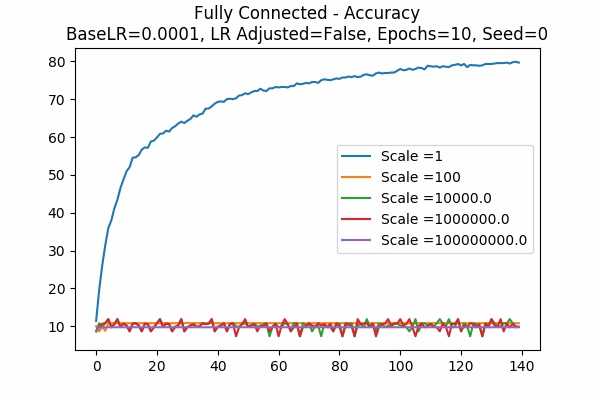 Fully Connected - Accuracy
BaseLR=0.0001, LR Adjusted=False, Epochs=10, Seed=0
80
70
60
50
40
30
20
10
Scale =1
Scale =100
Scale =10000.0
Scale =1000000.0
Scale =100000000.0
0 20 40 60 80 100 120 140